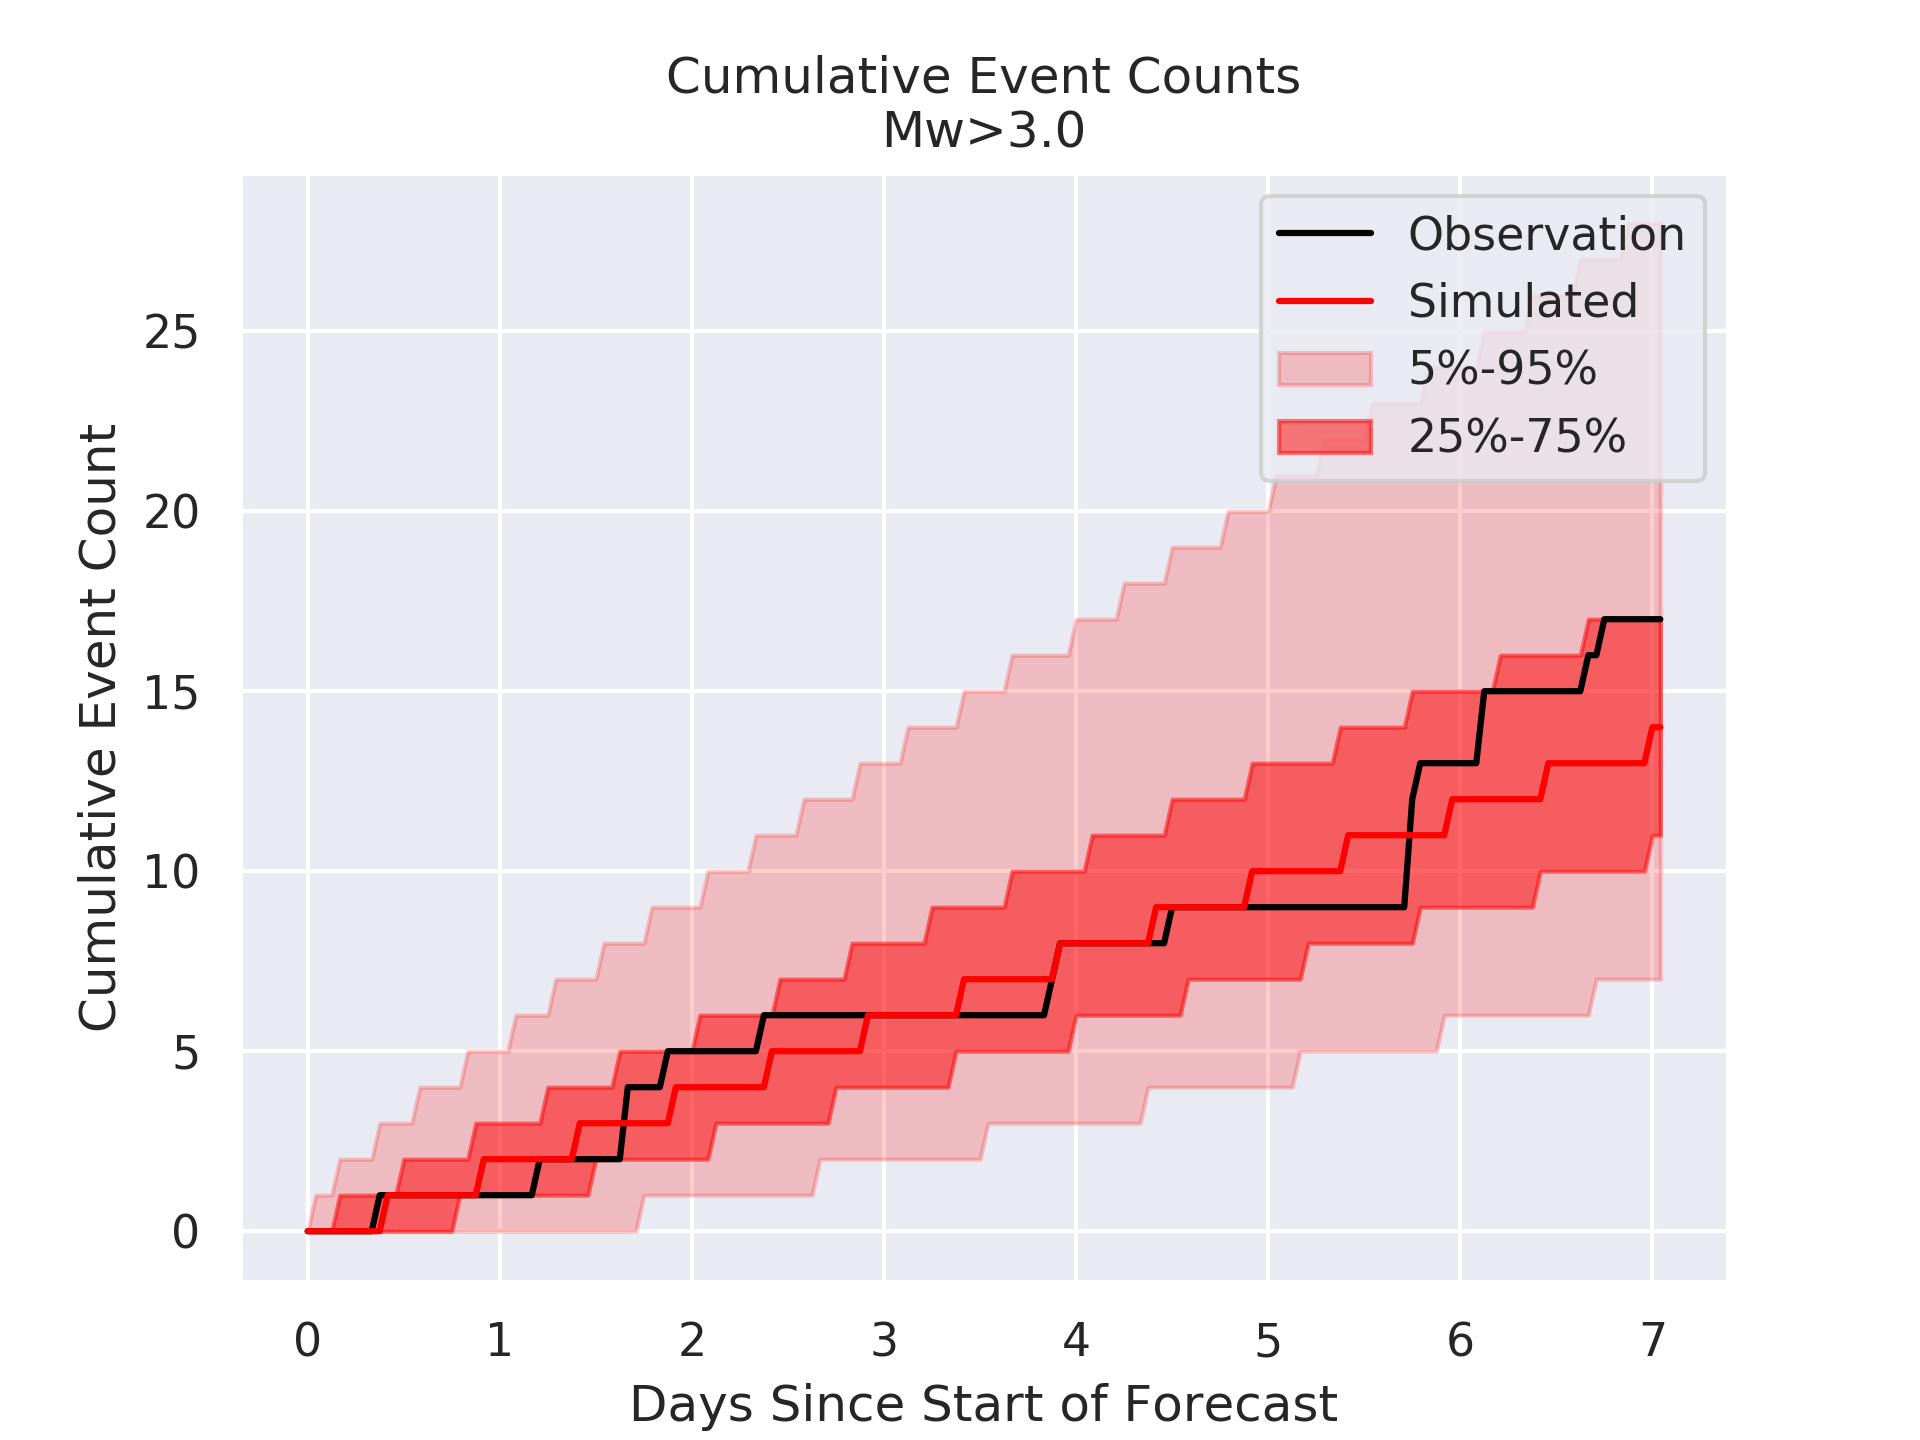 Cumulative Event Counts
Mw>3.0
Observation
Simulated
5%-95%
25%-75%
Cumulative Event Count
25
20
15
10
5
0
0 1 2 3 4 5 6 7
Days Since Start of Forecast